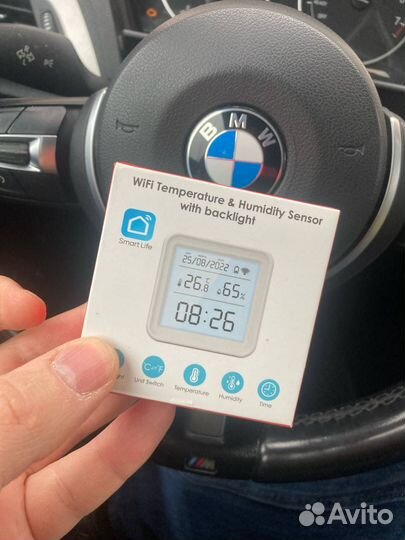 BMW
WiFi Temperature & Humidity Sensor
with backlight
Smart Life
25/08/2022
26.8 °C
65%
08:26
ght
C⇌°F
Unit Switch
Temperature
Humidity
Time
M
Avito